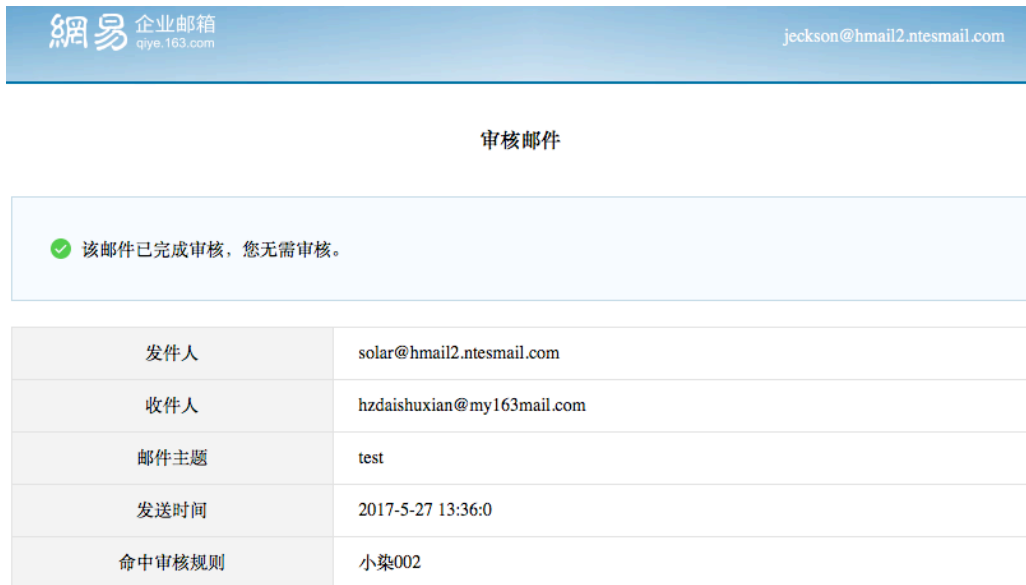 網易 企业邮箱
qiye.163.com
jeckson@hmail2.ntesmail.com
审核邮件
该邮件已完成审核，您无需审核。
发件人 solar@hmail2.ntesmail.com
收件人 hzdaishuxian@my163mail.com
邮件主题 test
发送时间 2017-5-27 13:36:0
命中审核规则 小染002